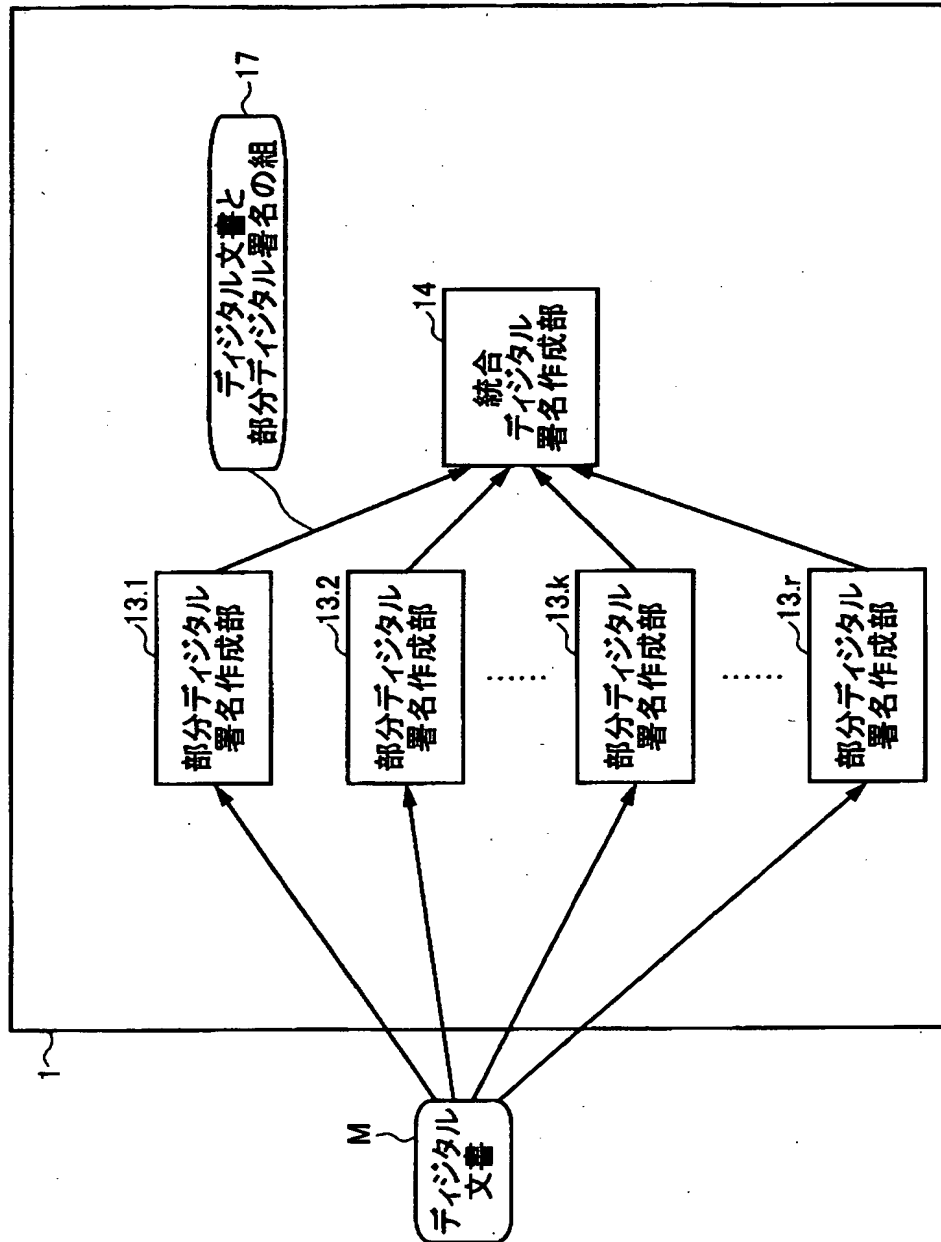 1
M
ディジタル
文書
13.1
部分ディジタル
署名作成部
13.2
部分ディジタル
署名作成部
13.k
部分ディジタル
署名作成部
13.r
部分ディジタル
署名作成部
17
ディジタル文書と
部分ディジタル署名の組
14
統合
ディジタル
署名作成部